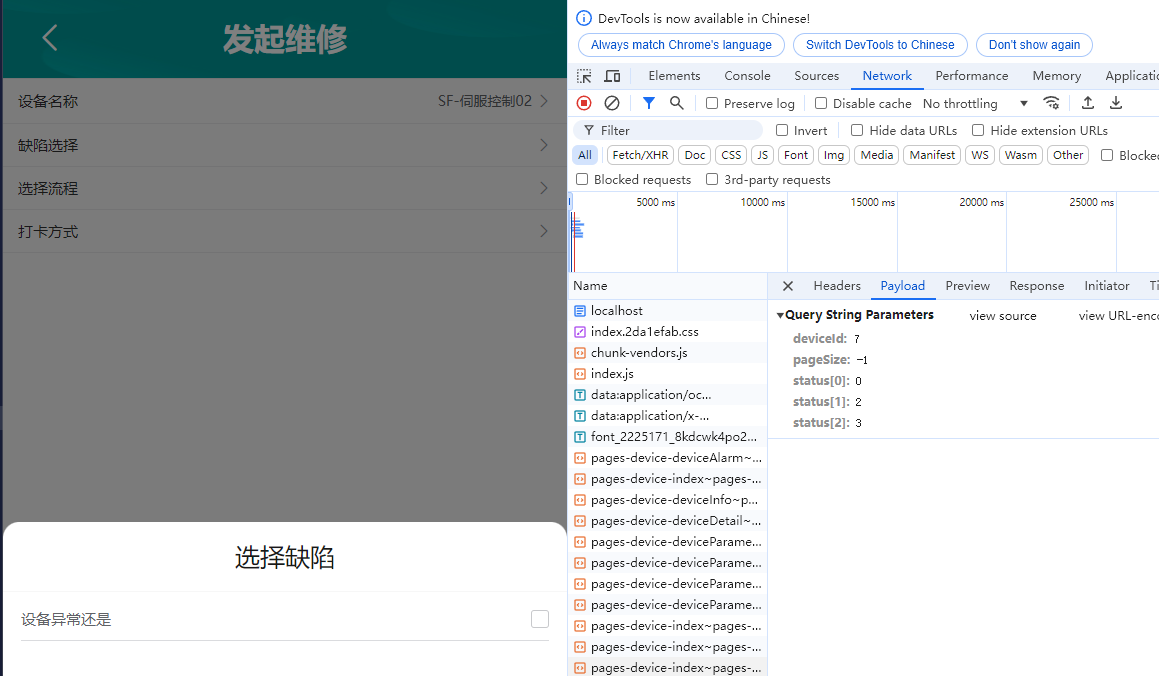 发起维修
设备名称 SF-伺服控制02
缺陷选择
选择流程
打卡方式
选择缺陷
设备异常还是
DevTools is now available in Chinese!
Always match Chrome's language Switch DevTools to Chinese Don't show again
Elements Console Sources Network Performance Memory Applicatio
Preserve log Disable cache No throttling
Filter Invert Hide data URLs Hide extension URLs
All Fetch/XHR Doc CSS JS Font Img Media Manifest WS Wasm Other Blocked
Blocked requests 3rd-party requests
5000 ms 10000 ms 15000 ms 20000 ms 25000 ms
Name
localhost
index.2da1efab.css
chunk-vendors.js
index.js
data:application/oc...
data:application/x-...
font_2225171_8kdcwk4po2...
pages-device-deviceAlarm~...
pages-device-index~pages-...
pages-device-deviceInfo~p...
pages-device-deviceDetail~...
pages-device-deviceParame...
pages-device-deviceParame...
pages-device-deviceParame...
pages-device-deviceParame...
pages-device-index~pages-...
pages-device-index~pages-...
pages-device-index~pages-...
Headers Payload Preview Response Initiator Ti
Query String Parameters view source view URL-enco
deviceId: 7
pageSize: -1
status[0]: 0
status[1]: 2
status[2]: 3